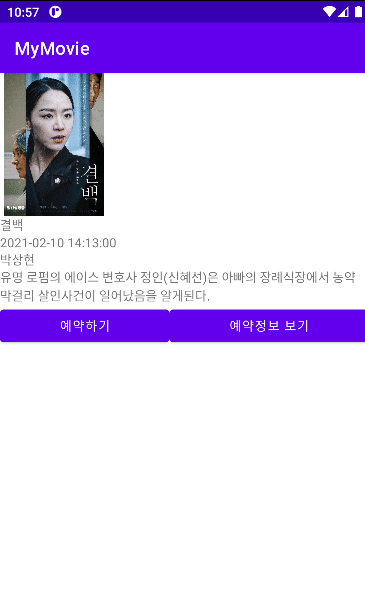 10:57
MyMovie
결백
결백
2021-02-10 14:13:00
박상현
유명 로펌의 에이스 변호사 정인(신혜선)은 아빠의 장례식장에서 농약
막걸리 살인사건이 일어났음을 알게된다.
예약하기
예약정보 보기